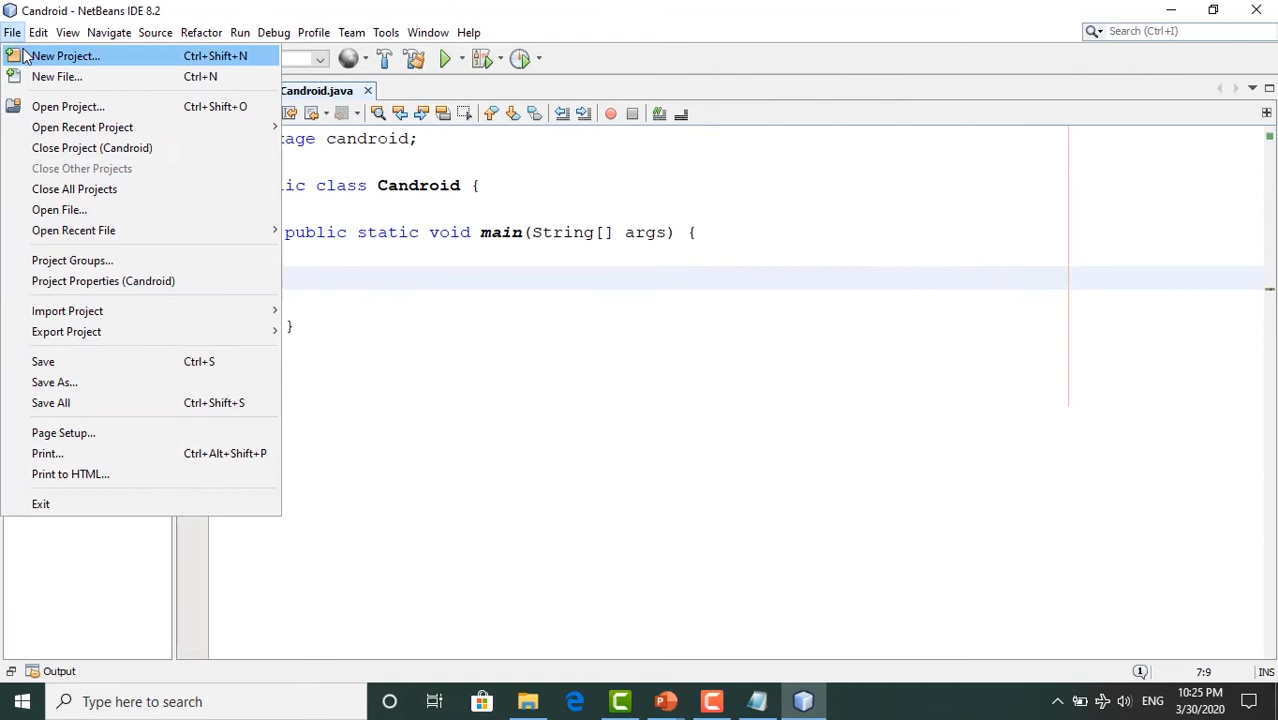 Candroid - NetBeans IDE 8.2
File Edit View Navigate Source Refactor Run Debug Profile Team Tools Window Help
Search (Ctrl+I)
New Project... Ctrl+Shift+N
New File... Ctrl+N
Open Project... Ctrl+Shift+O
Open Recent Project
Close Project (Candroid)
Close Other Projects
Close All Projects
Open File...
Open Recent File
Project Groups...
Project Properties (Candroid)
Import Project
Export Project
Save Ctrl+S
Save As...
Save All Ctrl+Shift+S
Page Setup...
Print... Ctrl+Alt+Shift+P
Print to HTML...
Exit
Candroid.java
tage candroid;
lic class Candroid {
public static void main(String[] args) {
}
Output
1
7:9 INS
Type here to search
ENG
10:25 PM
3/30/2020